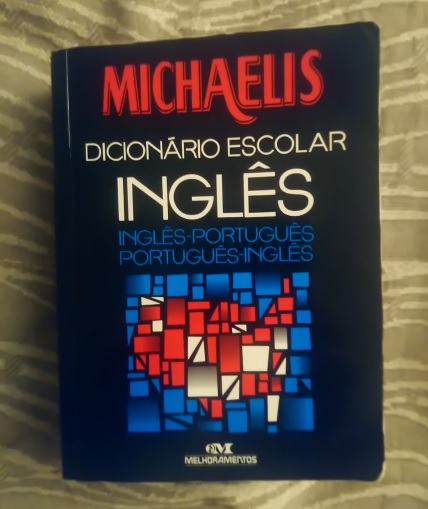 MICHAELIS
DICIONÁRIO ESCOLAR
INGLÊS
INGLÊS-PORTUGUÊS
PORTUGUÊS-INGLÊS
MELHORAMENTOS